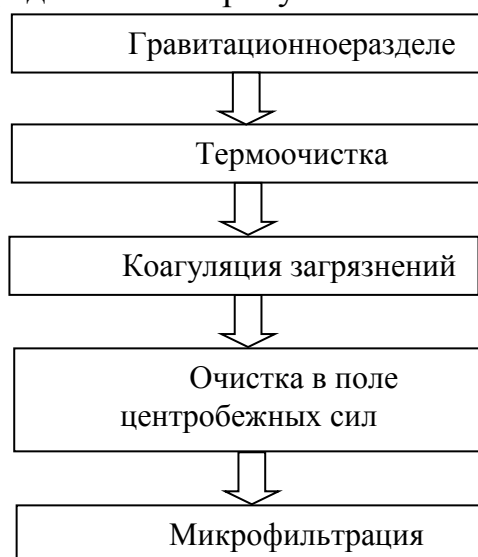 Гравитационноеразделе
Термоочистка
Коагуляция загрязнений
Очистка в поле
центробежных сил
Микрофильтрация